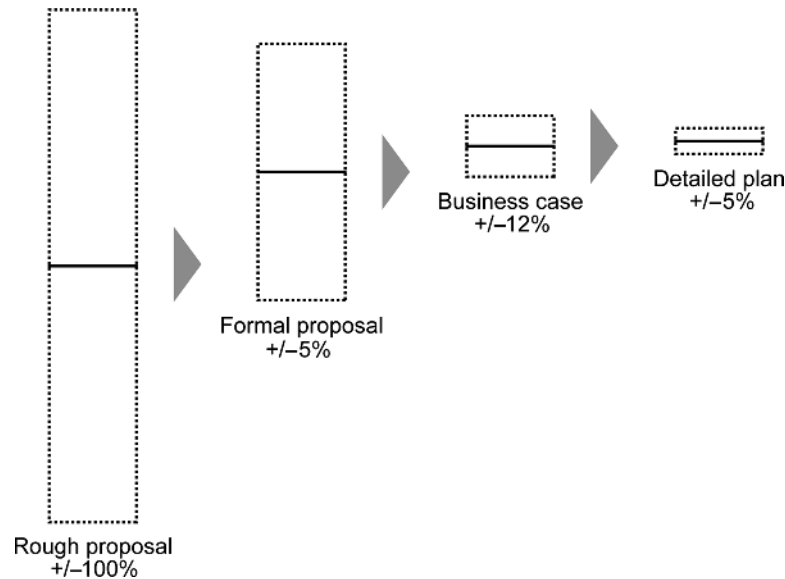 Rough proposal
+/–100%
Formal proposal
+/–5%
Business case
+/–12%
Detailed plan
+/–5%